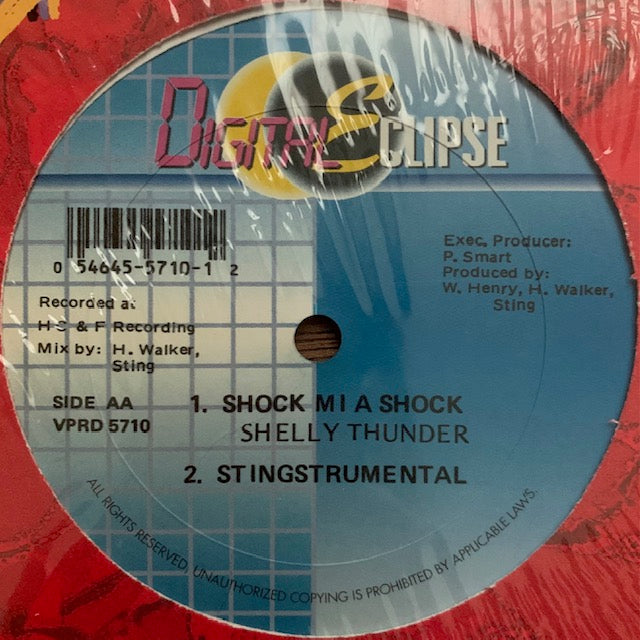 DIGITAL ECLIPSE
0 54645-5710-1 2
Exec. Producer:
P. Smart
Produced by:
W. Henry, H. Walker,
Sting
Recorded at
H C & F Recording
Mix by: H. Walker,
Sting
SIDE AA
VPRD 5710
1. SHOCK MI A SHOCK
SHELLY THUNDER
2. STINGSTRUMENTAL
ALL RIGHTS RESERVED, UNAUTHORIZED COPYING IS PROHIBITED BY APPLICABLE LAWS.